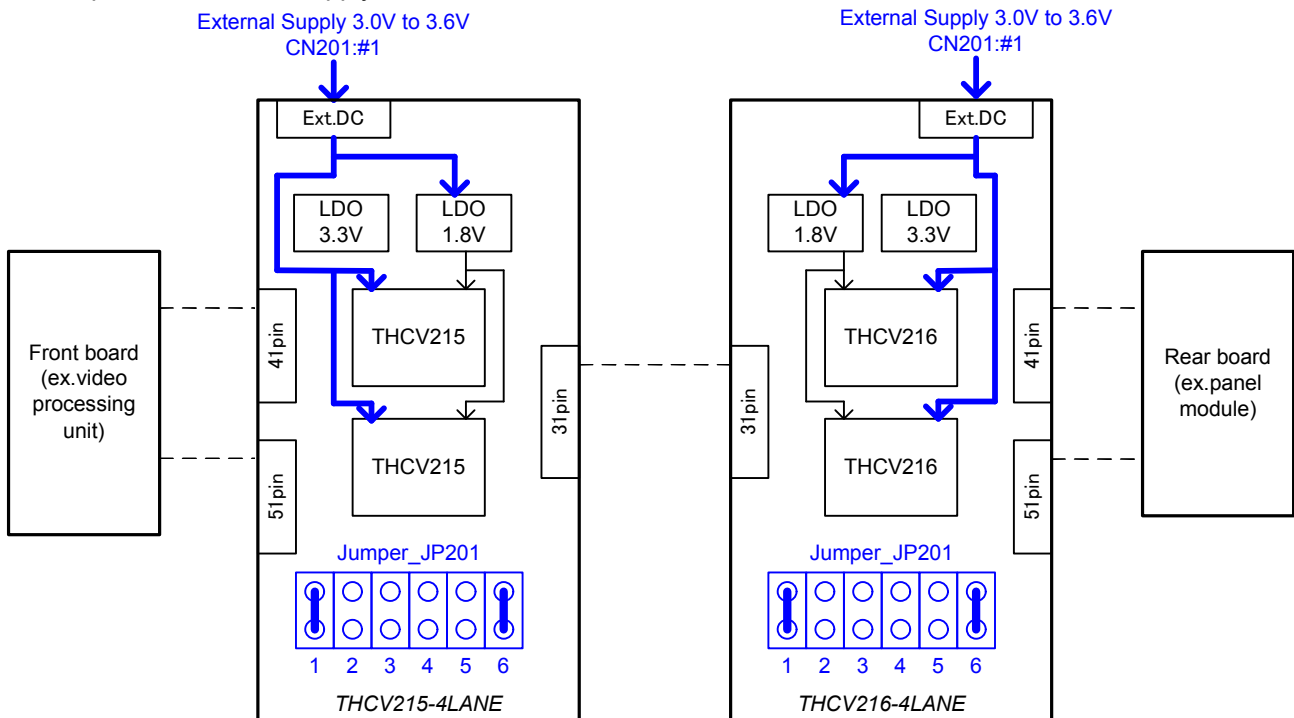 External Supply 3.0V to 3.6V
CN201:#1
External Supply 3.0V to 3.6V
CN201:#1
Ext.DC
Ext.DC
LDO
3.3V
LDO
1.8V
LDO
1.8V
LDO
3.3V
Front board
(ex.video
processing
unit)
41pin
51pin
THCV215
THCV215
31pin
31pin
THCV216
THCV216
41pin
51pin
Rear board
(ex.panel
module)
Jumper_JP201
1 2 3 4 5 6
THCV215-4LANE
Jumper_JP201
1 2 3 4 5 6
THCV216-4LANE